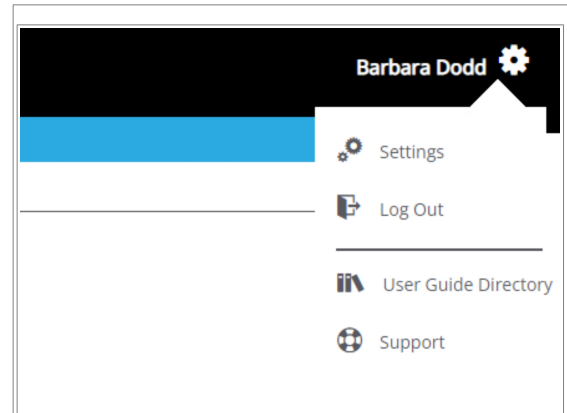 Barbara Dodd
Settings
Log Out
User Guide Directory
Support